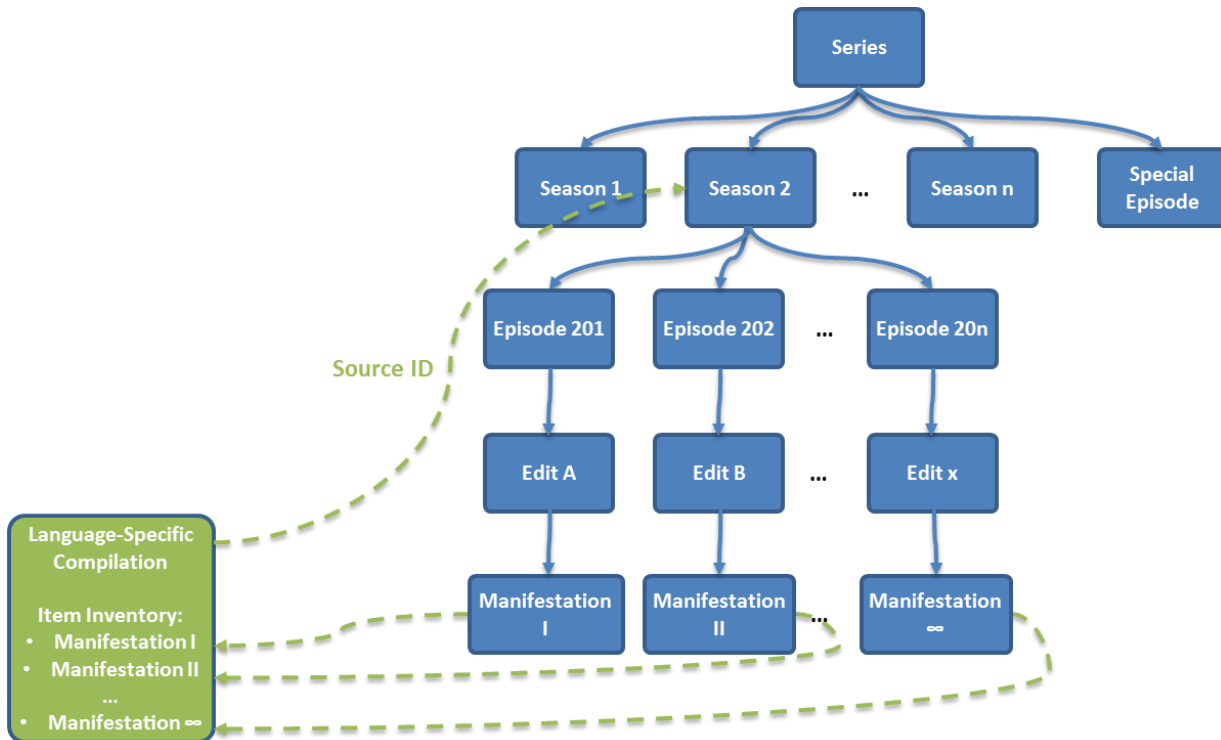 Series
Season 1
Season 2
...
Season n
Special
Episode
Episode 201
Episode 202
...
Episode 20n
Source ID
Edit A
Edit B
...
Edit x
Language-Specific
Compilation
Item Inventory:
• Manifestation I
• Manifestation II
...
• Manifestation ∞
Manifestation
I
Manifestation
II
...
Manifestation
∞